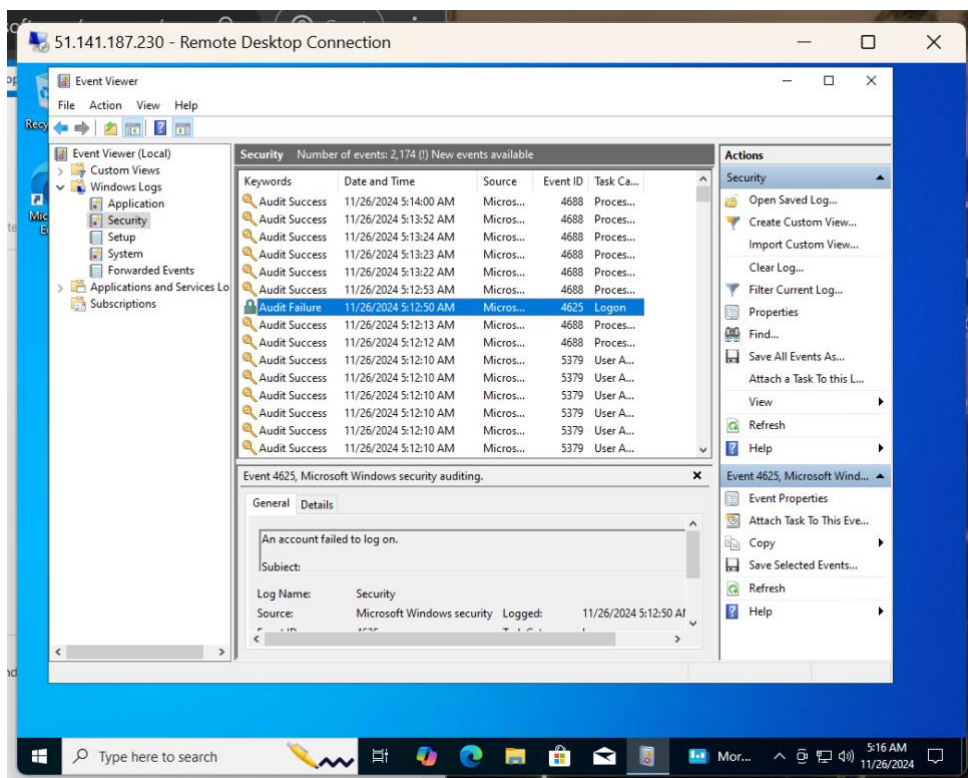 51.141.187.230 - Remote Desktop Connection
Event Viewer
File Action View Help
Event Viewer (Local)
Custom Views
Windows Logs
Application
Security
Setup
System
Forwarded Events
Applications and Services Lo
Subscriptions
Security Number of events: 2,174 (!) New events available
Keywords Date and Time Source Event ID Task Ca...
Audit Success 11/26/2024 5:14:00 AM Micros... 4688 Proces...
Audit Success 11/26/2024 5:13:52 AM Micros... 4688 Proces...
Audit Success 11/26/2024 5:13:24 AM Micros... 4688 Proces...
Audit Success 11/26/2024 5:13:23 AM Micros... 4688 Proces...
Audit Success 11/26/2024 5:13:22 AM Micros... 4688 Proces...
Audit Success 11/26/2024 5:12:53 AM Micros... 4688 Proces...
Audit Failure 11/26/2024 5:12:50 AM Micros... 4625 Logon
Audit Success 11/26/2024 5:12:13 AM Micros... 4688 Proces...
Audit Success 11/26/2024 5:12:12 AM Micros... 4688 Proces...
Audit Success 11/26/2024 5:12:10 AM Micros... 5379 User A...
Audit Success 11/26/2024 5:12:10 AM Micros... 5379 User A...
Audit Success 11/26/2024 5:12:10 AM Micros... 5379 User A...
Audit Success 11/26/2024 5:12:10 AM Micros... 5379 User A...
Audit Success 11/26/2024 5:12:10 AM Micros... 5379 User A...
Audit Success 11/26/2024 5:12:10 AM Micros... 5379 User A...
Event 4625, Microsoft Windows security auditing.
General Details
An account failed to log on.
Subject:
Log Name: Security
Source: Microsoft Windows security Logged: 11/26/2024 5:12:50 AM
Actions
Security
Open Saved Log...
Create Custom View...
Import Custom View...
Clear Log...
Filter Current Log...
Properties
Find...
Save All Events As...
Attach a Task To this L...
View
Refresh
Help
Event 4625, Microsoft Wind...
Event Properties
Attach Task To This Eve...
Copy
Save Selected Events...
Refresh
Help
Recy
Mic
E
Type here to search
Mor...
5:16 AM
11/26/2024